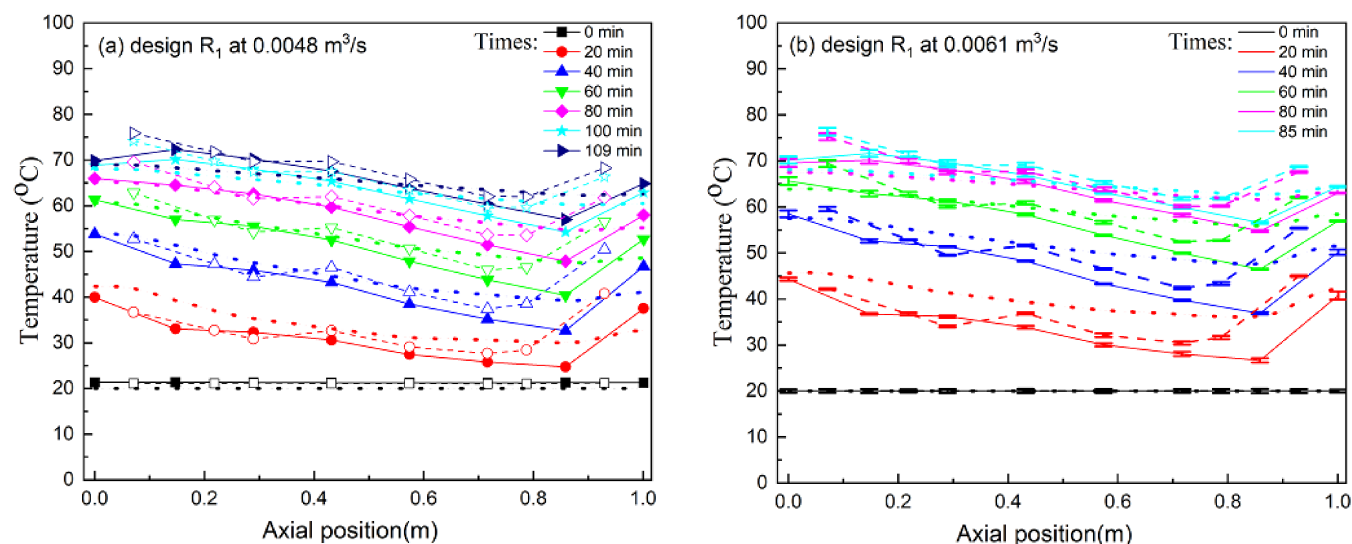 (a) design R₁ at 0.0048 m³/s
Times:
0 min
20 min
40 min
60 min
80 min
100 min
109 min
Temperature (°C)
100
90
80
70
60
50
40
30
20
10
0
0.0 0.2 0.4 0.6 0.8 1.0
Axial position(m)
(b) design R₁ at 0.0061 m³/s
Times:
0 min
20 min
40 min
60 min
80 min
85 min
Temperature (°C)
100
90
80
70
60
50
40
30
20
10
0
0.0 0.2 0.4 0.6 0.8 1.0
Axial position(m)